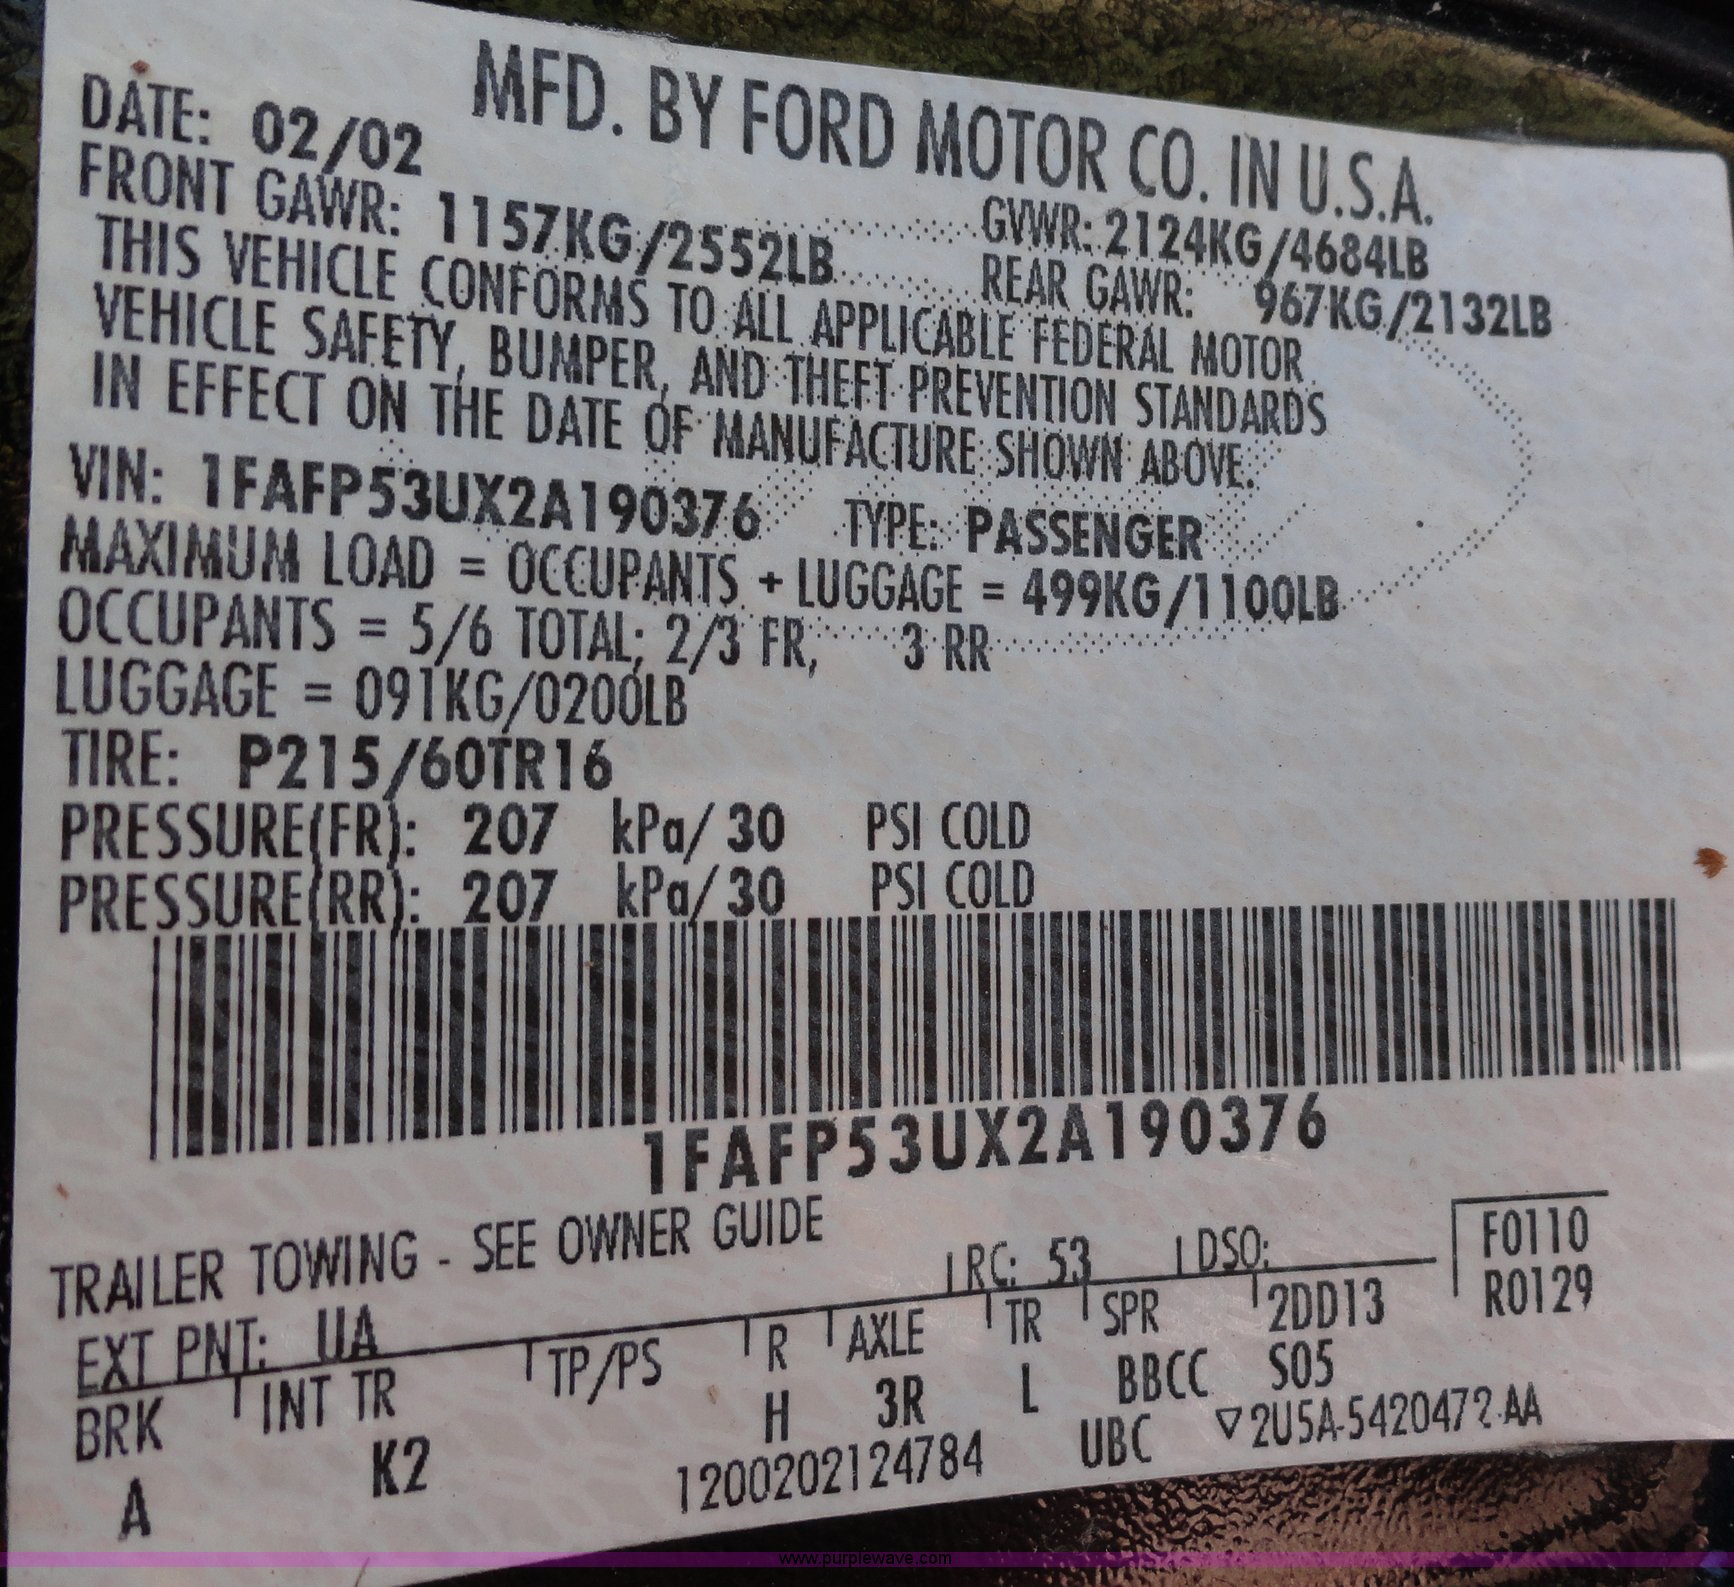 MFD. BY FORD MOTOR CO. IN U.S.A.
DATE: 02/02 GVWR: 2124KG/4684LB
FRONT GAWR: 1157KG/2552LB REAR GAWR: 967KG/2132LB
THIS VEHICLE CONFORMS TO ALL APPLICABLE FEDERAL MOTOR
VEHICLE SAFETY, BUMPER, AND THEFT PREVENTION STANDARDS
IN EFFECT ON THE DATE OF MANUFACTURE SHOWN ABOVE.
VIN: 1FAFP53UX2A190376 TYPE: PASSENGER
MAXIMUM LOAD = OCCUPANTS + LUGGAGE = 499KG/1100LB
OCCUPANTS = 5/6 TOTAL; 2/3 FR, 3 RR
LUGGAGE = 091KG/0200LB
TIRE: P215/60TR16
PRESSURE(FR): 207 kPa/ 30 PSI COLD
PRESSURE(RR): 207 kPa/ 30 PSI COLD
1FAFP53UX2A190376
TRAILER TOWING - SEE OWNER GUIDE
EXT PNT: UA RC: 53 DSO: F0110
BRK INT TR TP/PS R AXLE TR SPR 2DD13 R0129
A K2 H 3R L BBCC S05
1200202124784 UBC ▽2U5A-5420472-AA
www.purplewave.com